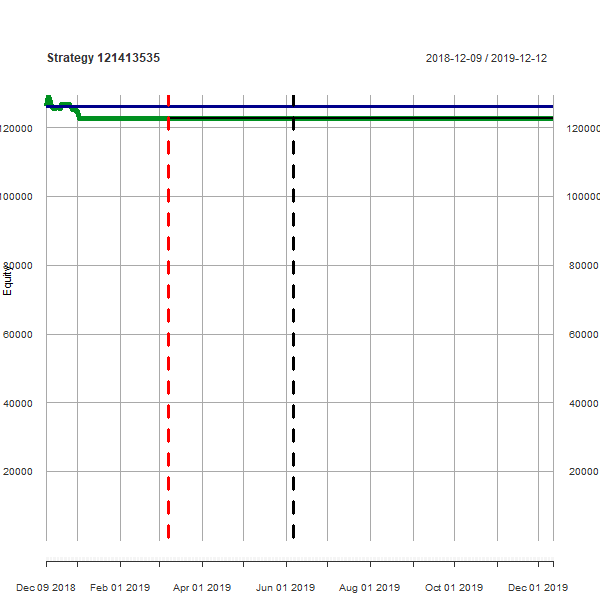 Strategy 121413535
2018-12-09 / 2019-12-12
120000
120000
100000
100000
80000
80000
Equity
60000
60000
40000
40000
20000
20000
Dec 09 2018
Feb 01 2019
Apr 01 2019
Jun 01 2019
Aug 01 2019
Oct 01 2019
Dec 01 2019